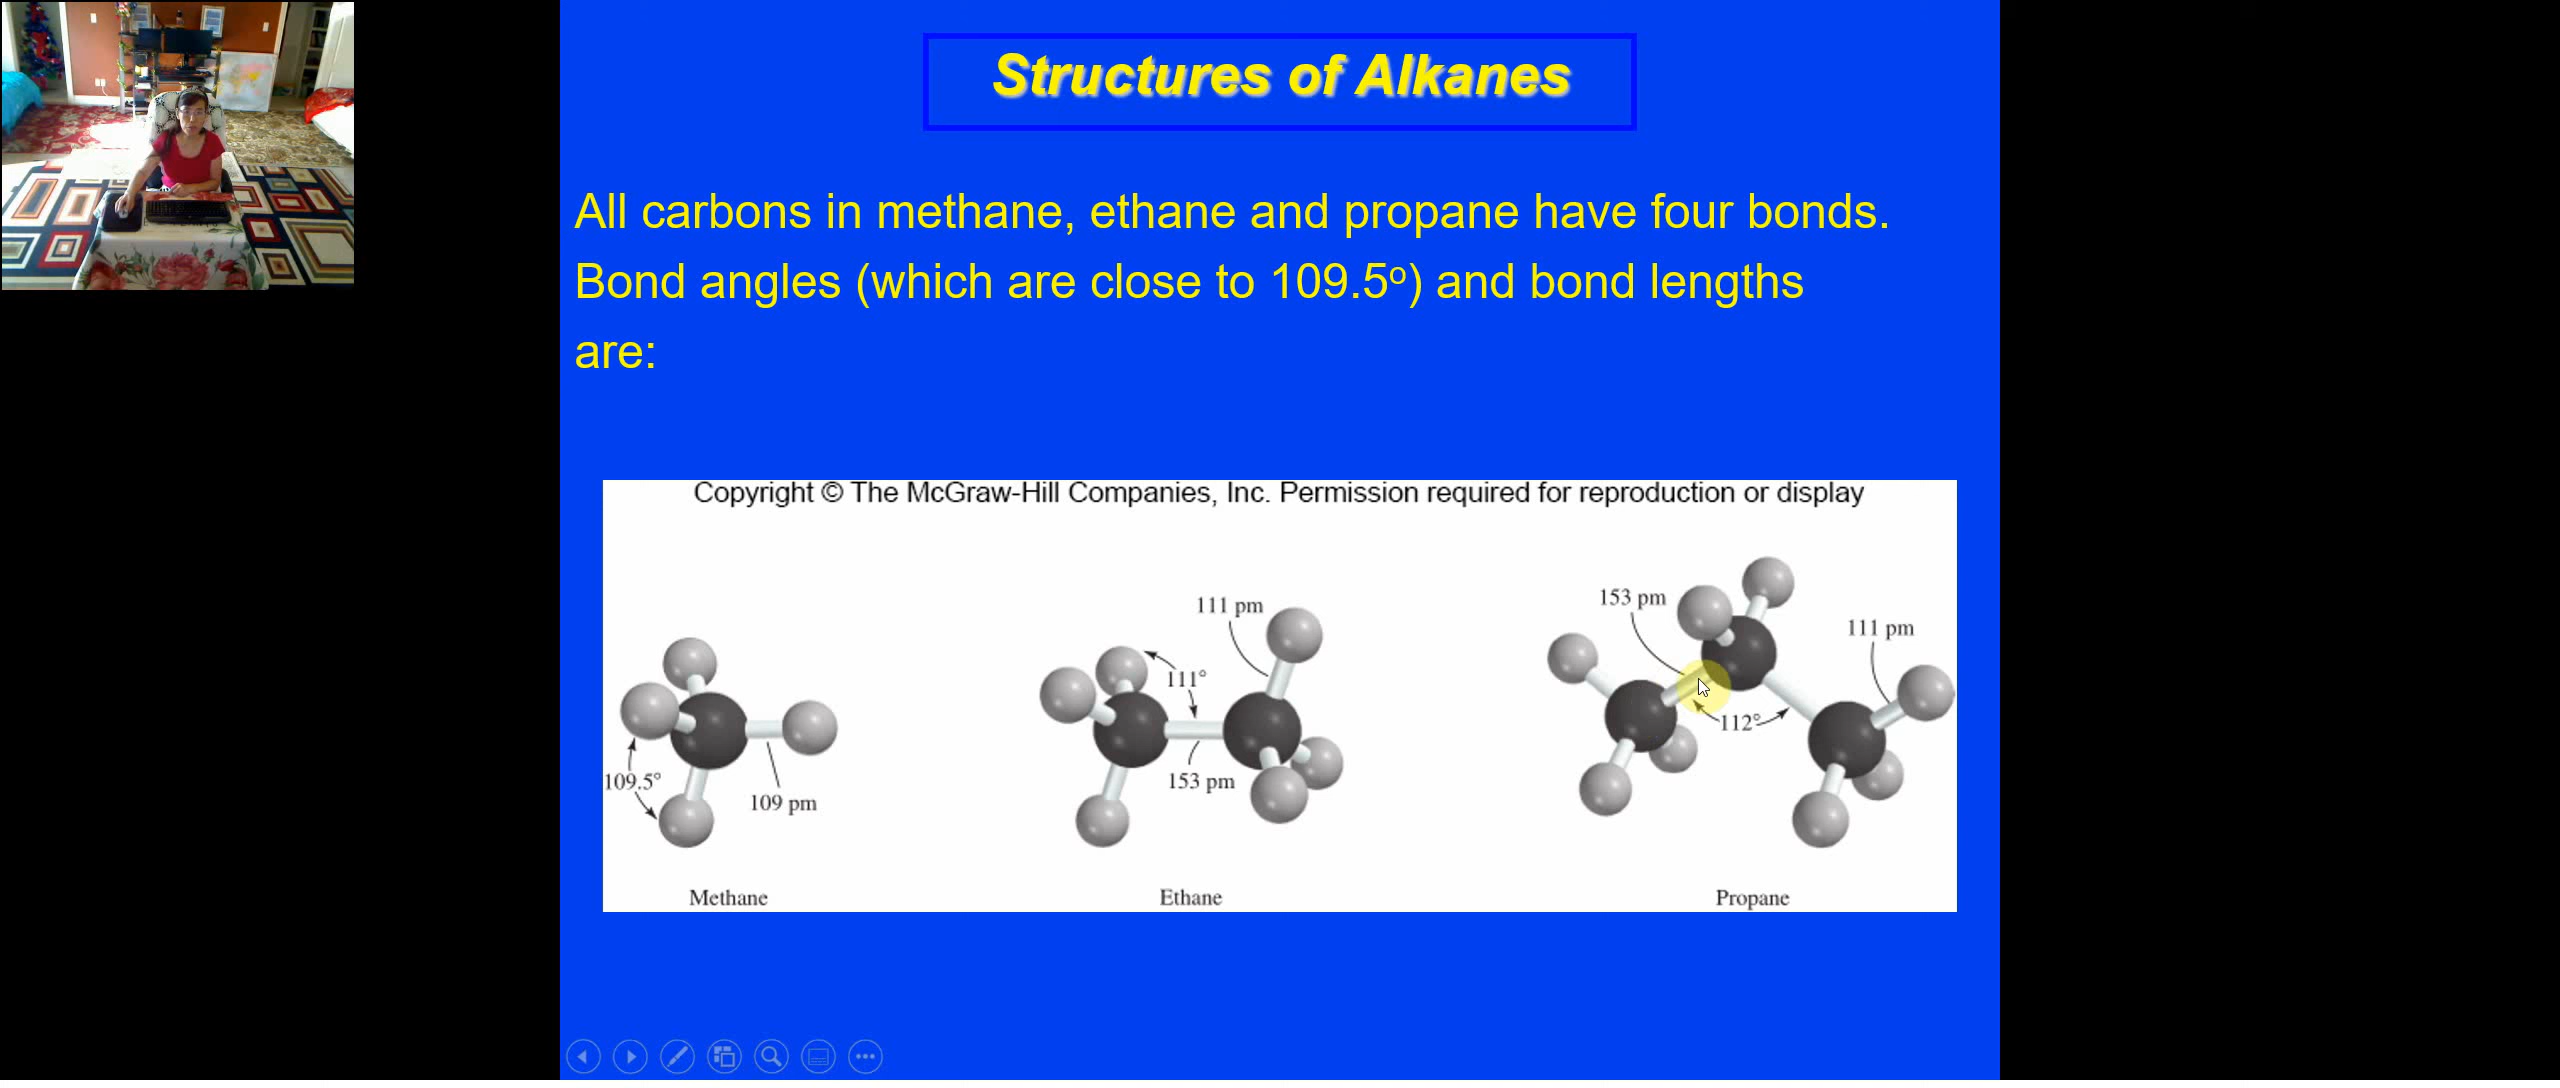 Structures of Alkanes
All carbons in methane, ethane and propane have four bonds.
Bond angles (which are close to 109.5º) and bond lengths
are:
Copyright © The McGraw-Hill Companies, Inc. Permission required for reproduction or display
109.5°
109 pm
Methane
111 pm
111°
153 pm
Ethane
153 pm
111 pm
112°
Propane